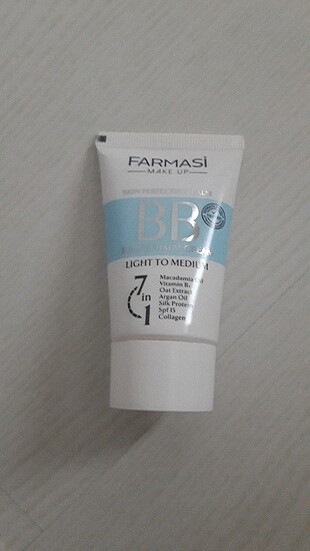 FARMASİ
MAKE UP
BB
LIGHT TO MEDIUM
7 in 1
Macadamia Oil
Vitamin
Oat Extract
Argan Oil
Silk Protein
Spf 15
Collagen